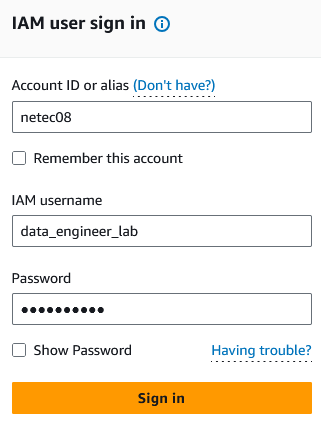 IAM user sign in
Account ID or alias (Don't have?)
netec08
Remember this account
IAM username
data_engineer_lab
Password
••••••••••
Show Password Having trouble?
Sign in